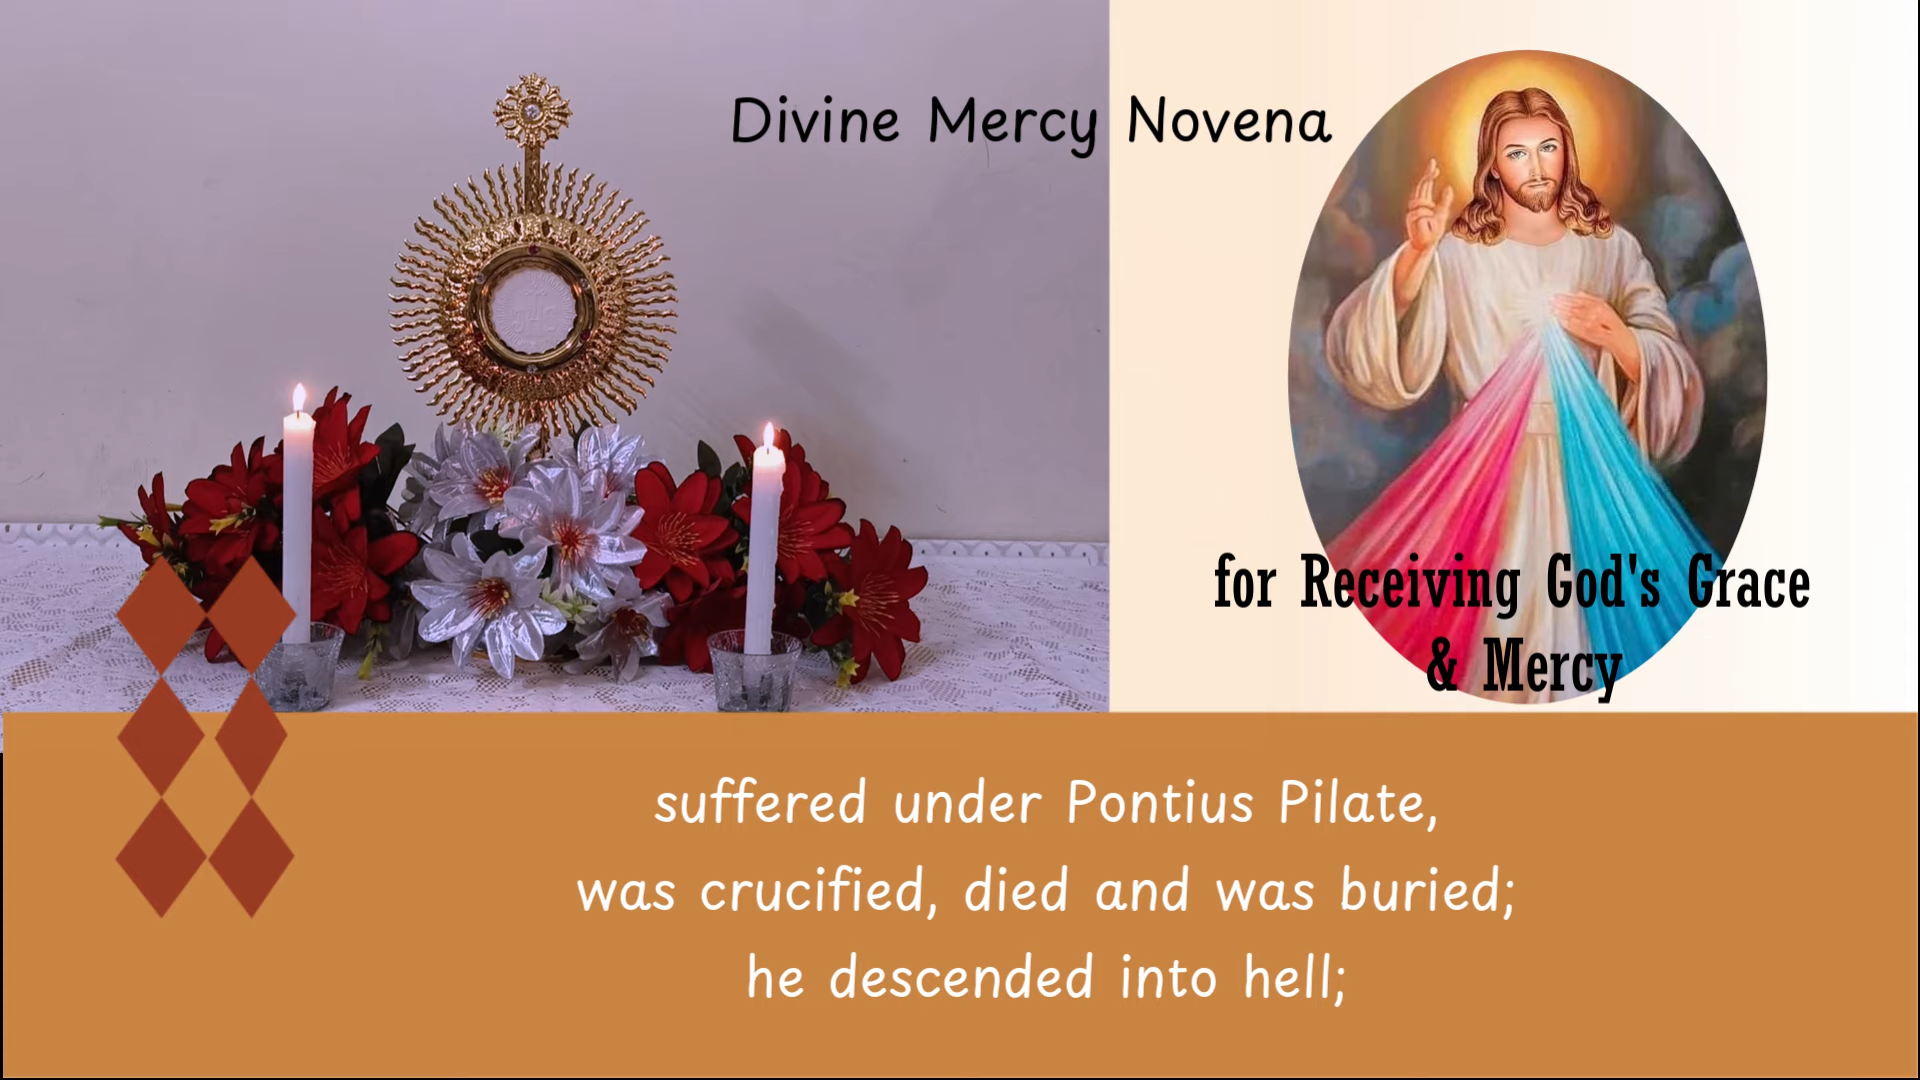 Divine Mercy Novena
for Receiving God's Grace
& Mercy
suffered under Pontius Pilate,
was crucified, died and was buried;
he descended into hell;